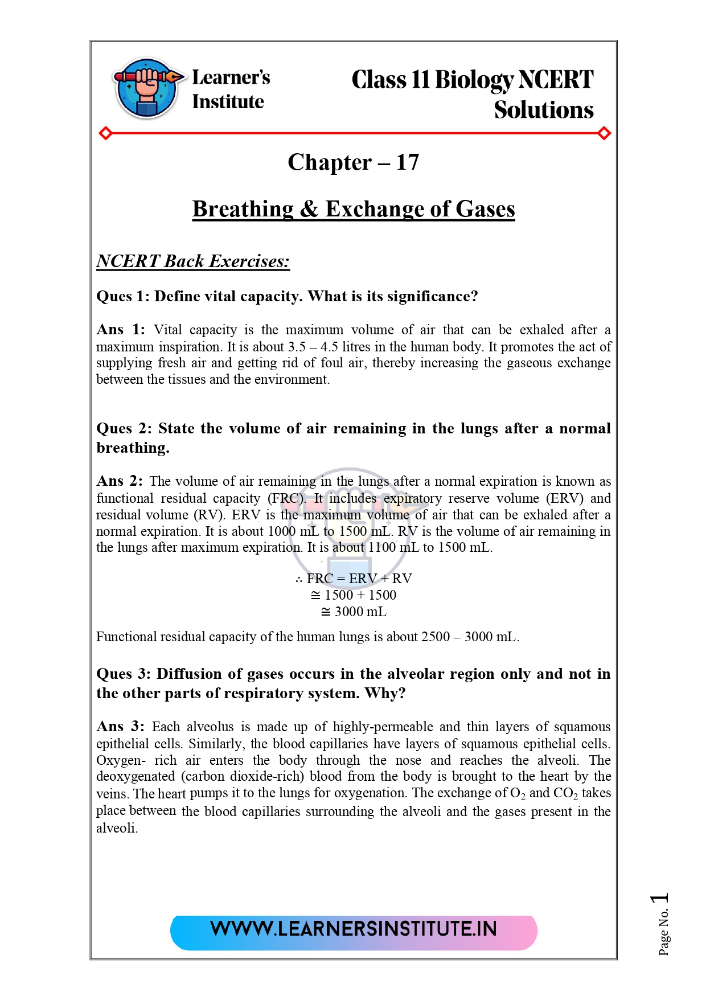 Learner's
Institute
Class 11 Biology NCERT
Solutions
Chapter – 17
Breathing & Exchange of Gases
NCERT Back Exercises:
Ques 1: Define vital capacity. What is its significance?
Ans 1: Vital capacity is the maximum volume of air that can be exhaled after a
maximum inspiration. It is about 3.5 – 4.5 litres in the human body. It promotes the act of
supplying fresh air and getting rid of foul air, thereby increasing the gaseous exchange
between the tissues and the environment.
Ques 2: State the volume of air remaining in the lungs after a normal
breathing.
Ans 2: The volume of air remaining in the lungs after a normal expiration is known as
functional residual capacity (FRC). It includes expiratory reserve volume (ERV) and
residual volume (RV). ERV is the maximum volume of air that can be exhaled after a
normal expiration. It is about 1000 mL to 1500 mL. RV is the volume of air remaining in
the lungs after maximum expiration. It is about 1100 mL to 1500 mL.
∴ FRC = ERV + RV
≅ 1500 + 1500
≅ 3000 mL
Functional residual capacity of the human lungs is about 2500 – 3000 mL.
Ques 3: Diffusion of gases occurs in the alveolar region only and not in
the other parts of respiratory system. Why?
Ans 3: Each alveolus is made up of highly-permeable and thin layers of squamous
epithelial cells. Similarly, the blood capillaries have layers of squamous epithelial cells.
Oxygen- rich air enters the body through the nose and reaches the alveoli. The
deoxygenated (carbon dioxide-rich) blood from the body is brought to the heart by the
veins. The heart pumps it to the lungs for oxygenation. The exchange of O₂ and CO₂ takes
place between the blood capillaries surrounding the alveoli and the gases present in the
alveoli.
WWW.LEARNERSINSTITUTE.IN
Page No. 1